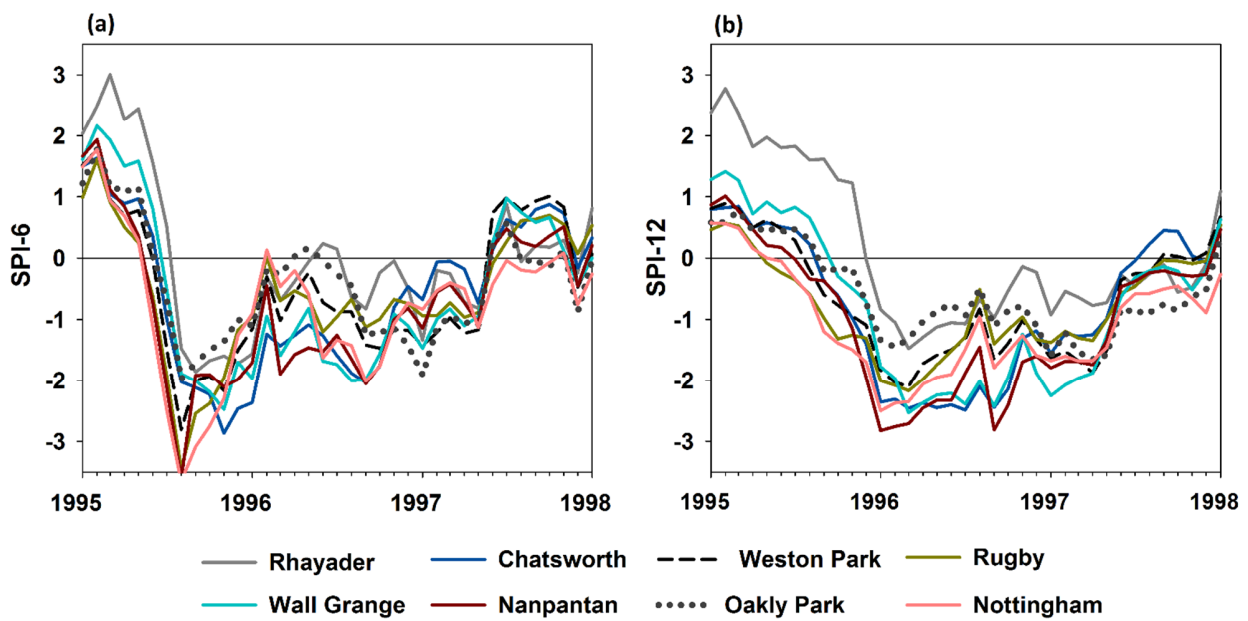 (a)
(b)
SPI-6
3
2
1
0
-1
-2
-3
1995
1996
1997
1998
SPI-12
3
2
1
0
-1
-2
-3
1995
1996
1997
1998
Rhayader
Chatsworth
Weston Park
Rugby
Wall Grange
Nanpantan
Oakly Park
Nottingham